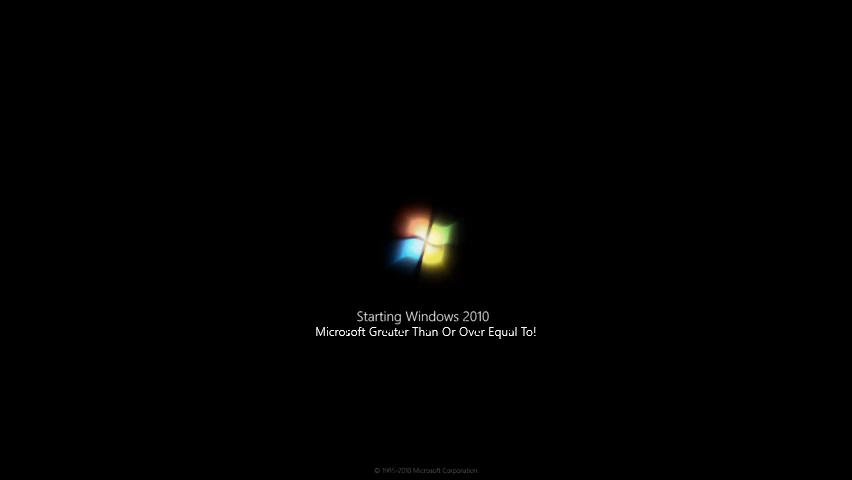 Starting Windows 2010
Microsoft Greater Than Or Over Equal To!
© 1985-2010 Microsoft Corporation